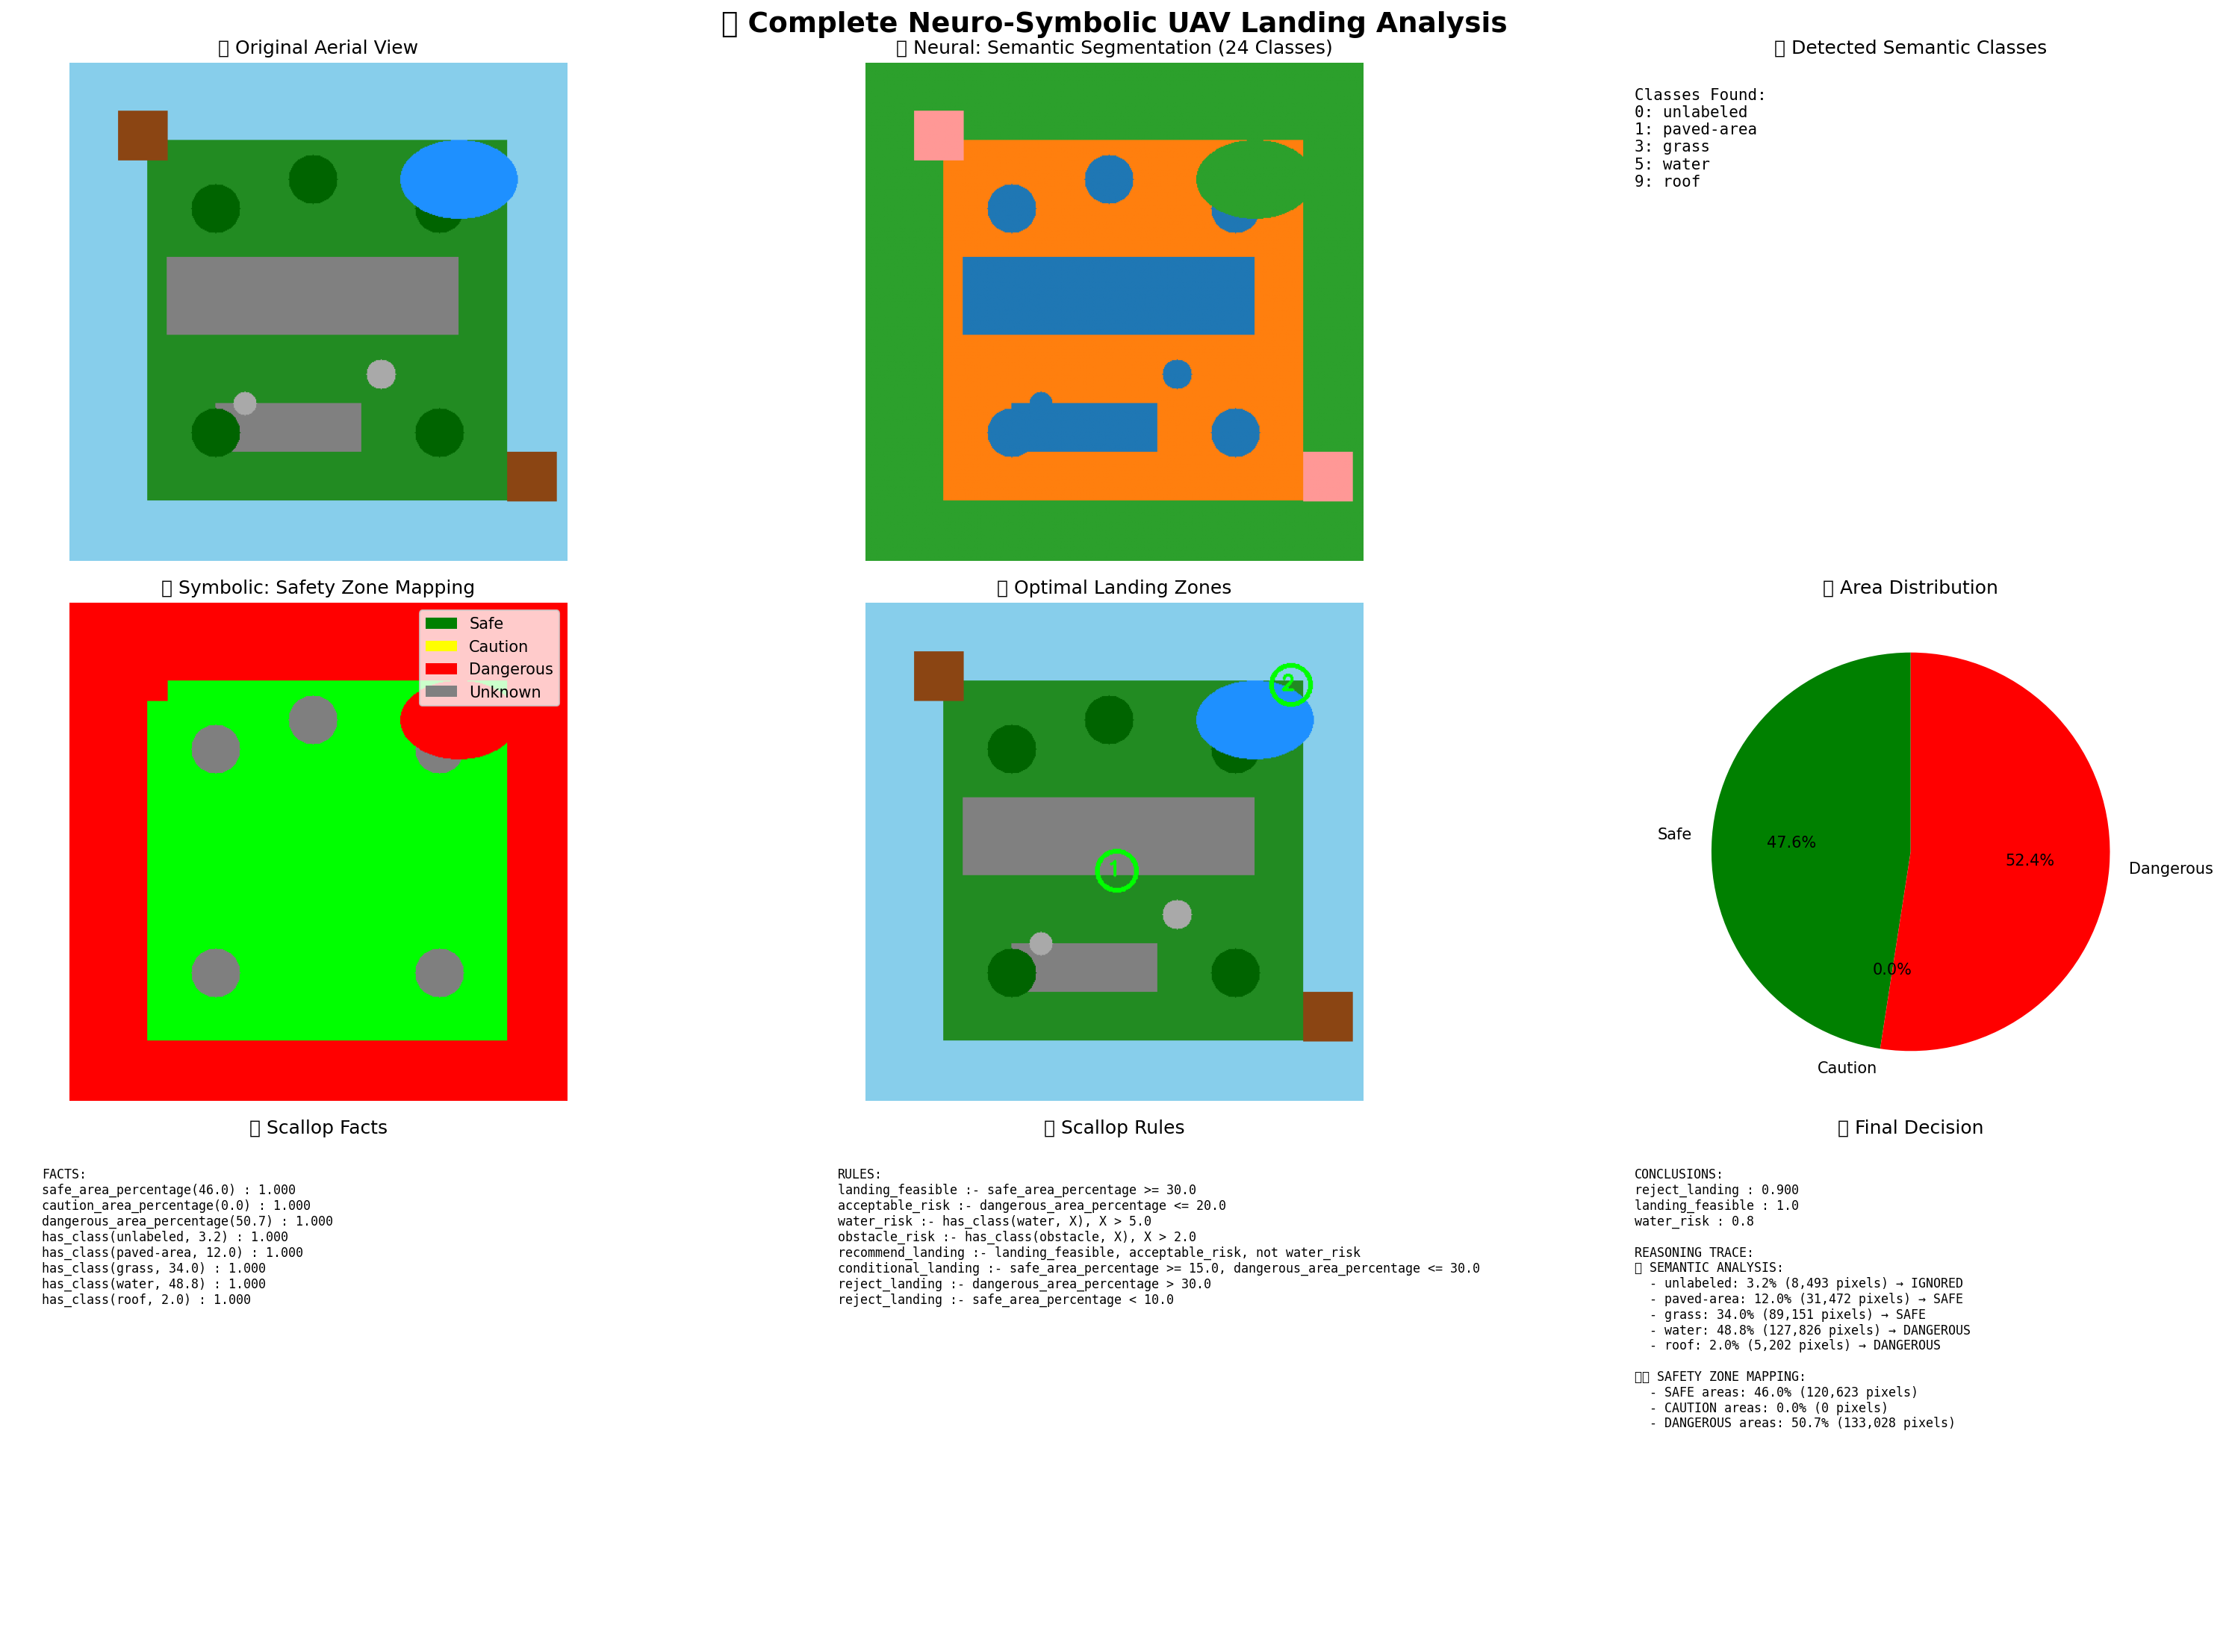 Complete Neuro-Symbolic UAV Landing Analysis
Original Aerial View
Neural: Semantic Segmentation (24 Classes)
Detected Semantic Classes
Classes Found:
0: unlabeled
1: paved-area
3: grass
5: water
9: roof
Symbolic: Safety Zone Mapping
Safe
Caution
Dangerous
Unknown
Optimal Landing Zones
2
1
Area Distribution
Safe
47.6%
52.4%
Dangerous
0.0%
Caution
Scallop Facts
FACTS:
safe_area_percentage(46.0) : 1.000
caution_area_percentage(0.0) : 1.000
dangerous_area_percentage(50.7) : 1.000
has_class(unlabeled, 3.2) : 1.000
has_class(paved-area, 12.0) : 1.000
has_class(grass, 34.0) : 1.000
has_class(water, 48.8) : 1.000
has_class(roof, 2.0) : 1.000
Scallop Rules
RULES:
landing_feasible :- safe_area_percentage >= 30.0
acceptable_risk :- dangerous_area_percentage <= 20.0
water_risk :- has_class(water, X), X > 5.0
obstacle_risk :- has_class(obstacle, X), X > 2.0
recommend_landing :- landing_feasible, acceptable_risk, not water_risk
conditional_landing :- safe_area_percentage >= 15.0, dangerous_area_percentage <= 30.0
reject_landing :- dangerous_area_percentage > 30.0
reject_landing :- safe_area_percentage < 10.0
Final Decision
CONCLUSIONS:
reject_landing : 0.900
landing_feasible : 1.0
water_risk : 0.8
REASONING TRACE:
SEMANTIC ANALYSIS:
- unlabeled: 3.2% (8,493 pixels) → IGNORED
- paved-area: 12.0% (31,472 pixels) → SAFE
- grass: 34.0% (89,151 pixels) → SAFE
- water: 48.8% (127,826 pixels) → DANGEROUS
- roof: 2.0% (5,202 pixels) → DANGEROUS
SAFETY ZONE MAPPING:
- SAFE areas: 46.0% (120,623 pixels)
- CAUTION areas: 0.0% (0 pixels)
- DANGEROUS areas: 50.7% (133,028 pixels)